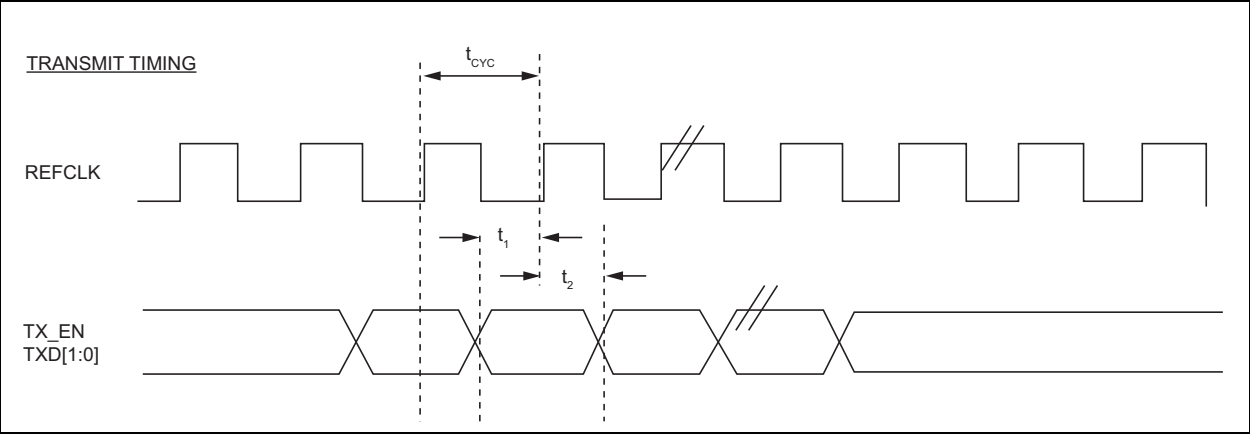 TRANSMIT TIMING
tCYC
REFCLK
t1
t2
TX_EN
TXD[1:0]